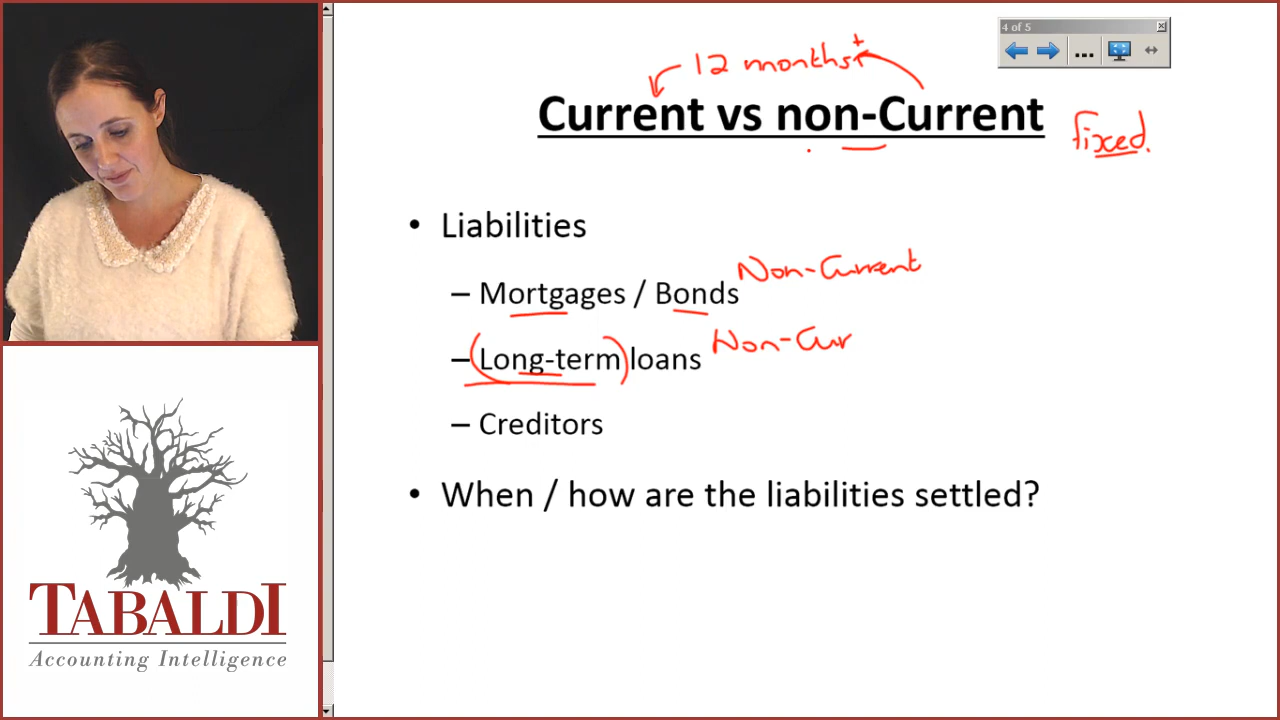 4 of 5
12 months+
Current vs non-Current
fixed.
• Liabilities
– Mortgages / Bonds Non-Current
– (Long-term) loans Non-Cur
– Creditors
• When / how are the liabilities settled?
TABALDI
Accounting Intelligence